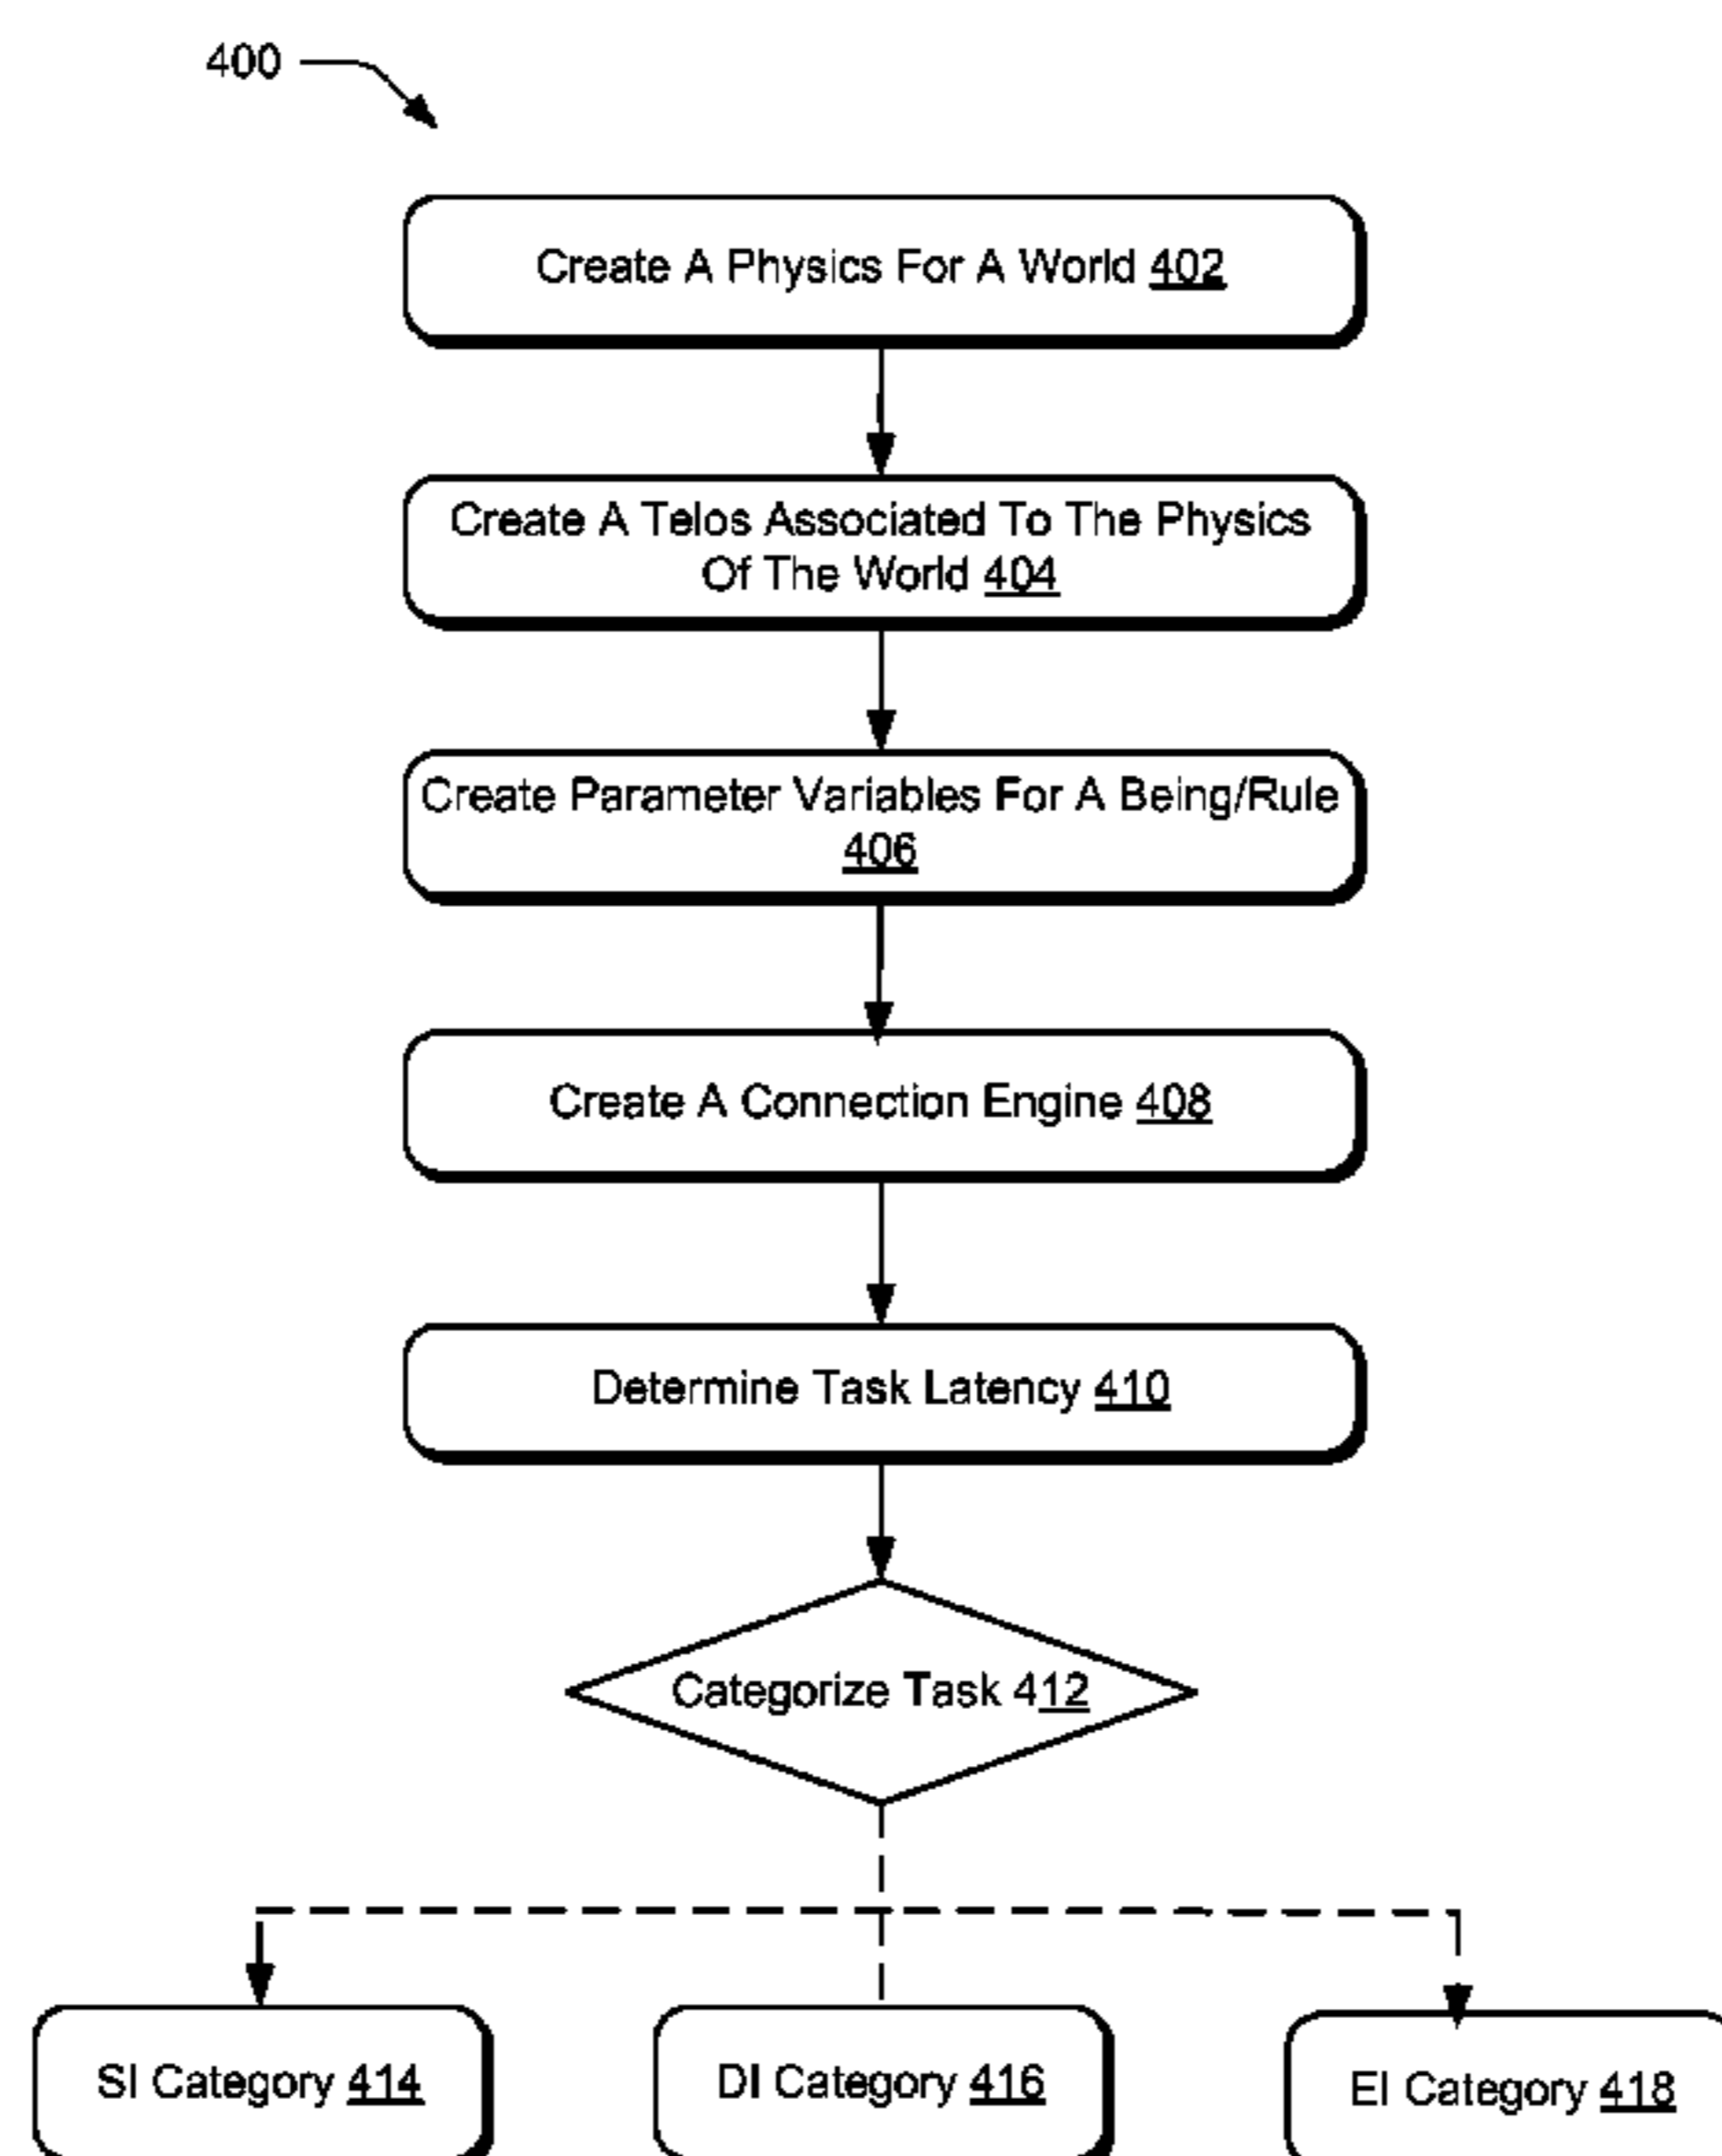 400
Create A Physics For A World 402
Create A Telos Associated To The Physics
Of The World 404
Create Parameter Variables For A Being/Rule
406
Create A Connection Engine 408
Determine Task Latency 410
Categorize Task 412
SI Category 414
DI Category 416
EI Category 418